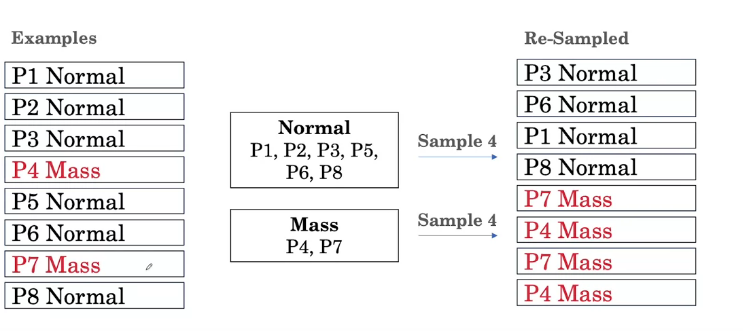 Examples
P1 Normal
P2 Normal
P3 Normal
P4 Mass
P5 Normal
P6 Normal
P7 Mass
P8 Normal
Normal
P1, P2, P3, P5,
P6, P8
Mass
P4, P7
Sample 4
Sample 4
Re-Sampled
P3 Normal
P6 Normal
P1 Normal
P8 Normal
P7 Mass
P4 Mass
P7 Mass
P4 Mass